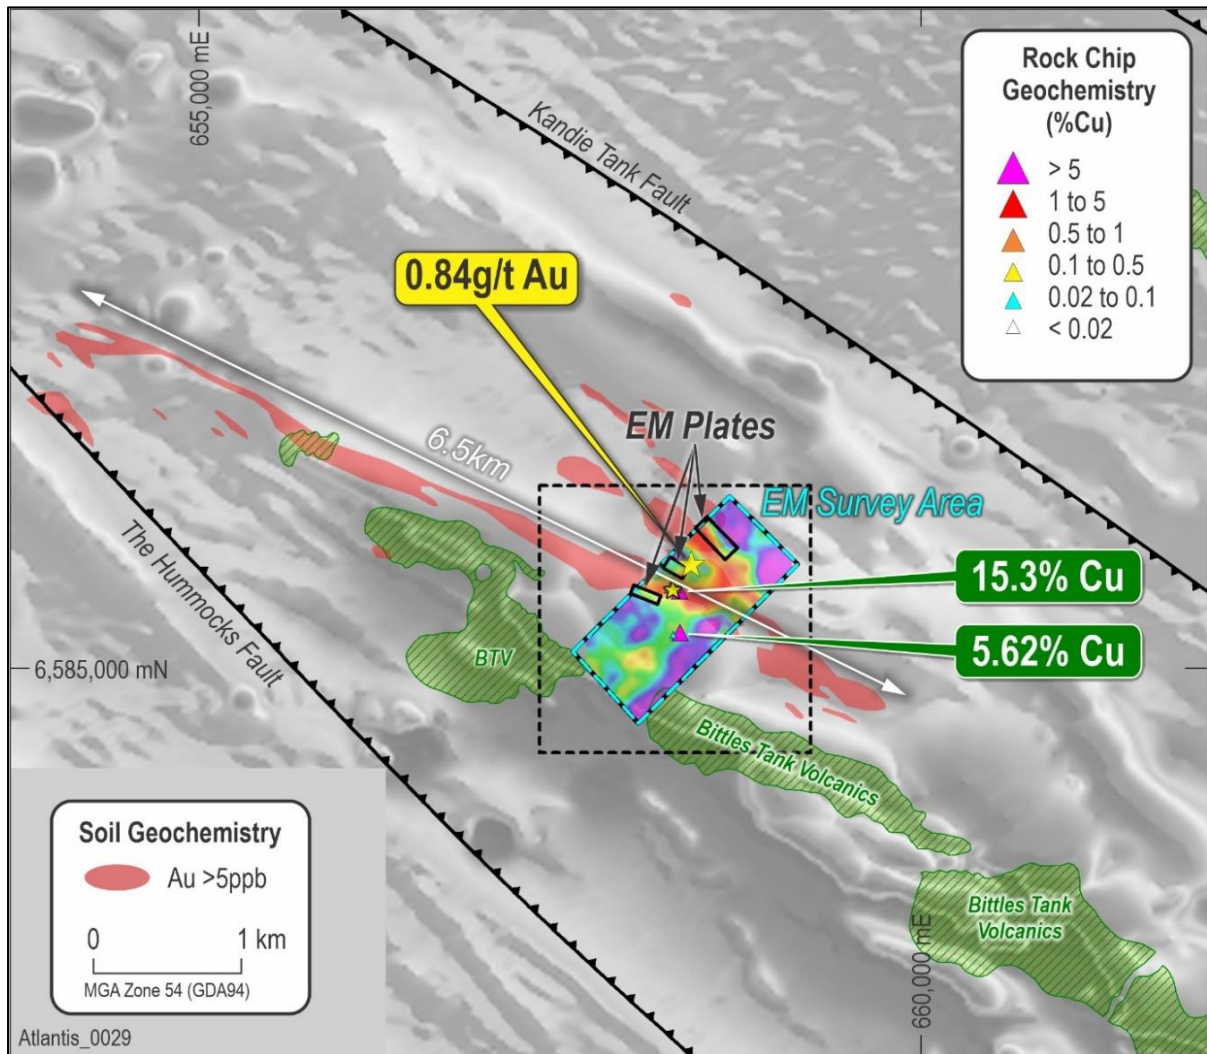 655,000 mE
Kandie Tank Fault
Rock Chip
Geochemistry
(%Cu)
> 5
1 to 5
0.5 to 1
0.1 to 0.5
0.02 to 0.1
< 0.02
0.84g/t Au
EM Plates
6.5km
EM Survey Area
The Hummocks Fault
15.3% Cu
5.62% Cu
6,585,000 mN
BTV
Bittles Tank Volcanics
Bittles Tank
Volcanics
660,000 mE
Soil Geochemistry
Au >5ppb
0 1 km
MGA Zone 54 (GDA94)
Atlantis_0029